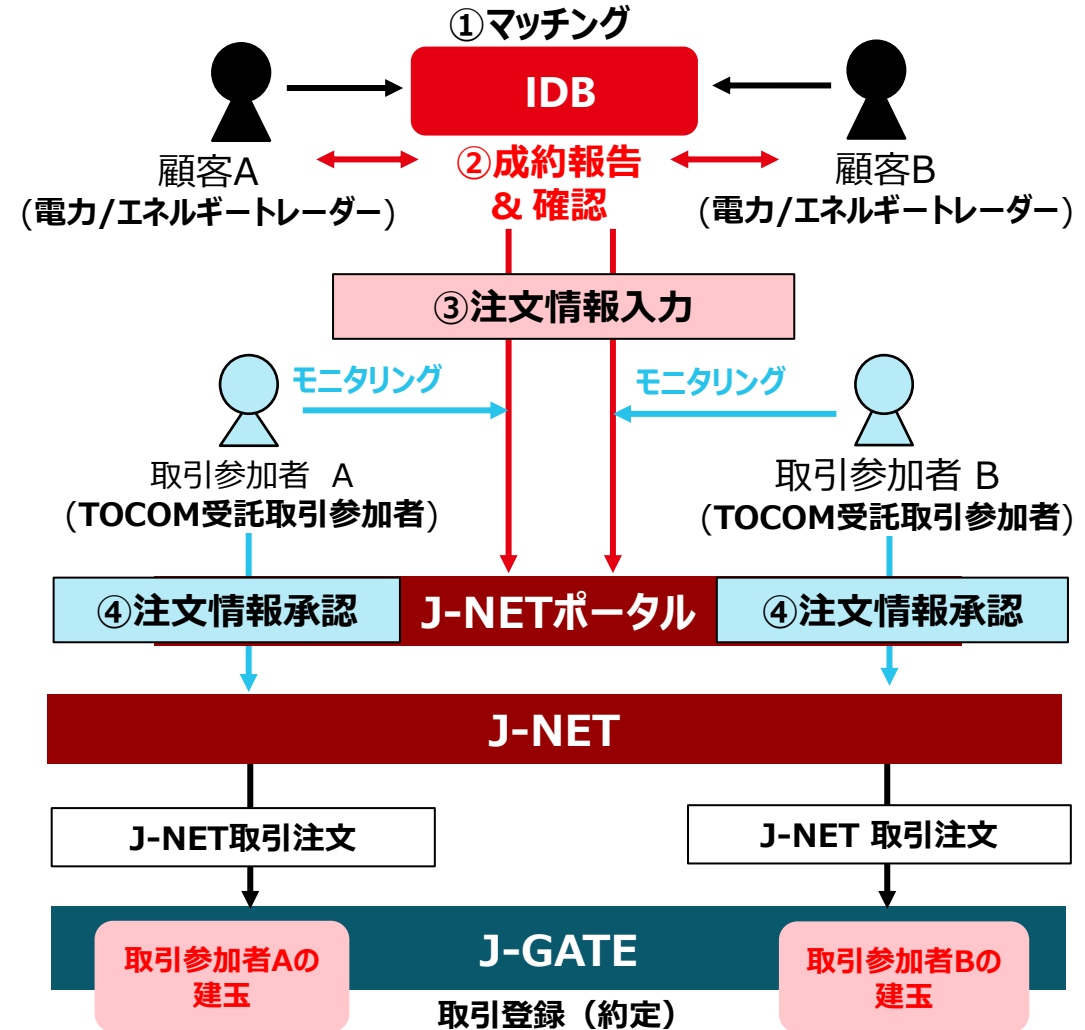 ①マッチング
IDB
顧客A
(電力/エネルギートレーダー)
②成約報告
& 確認
顧客B
(電力/エネルギートレーダー)
③注文情報入力
モニタリング
モニタリング
取引参加者 A
(TOCOM受託取引参加者)
取引参加者 B
(TOCOM受託取引参加者)
④注文情報承認
J-NETポータル
④注文情報承認
J-NET
J-NET取引注文
J-NET 取引注文
取引参加者Aの
建玉
J-GATE
取引参加者Bの
建玉
取引登録（約定）